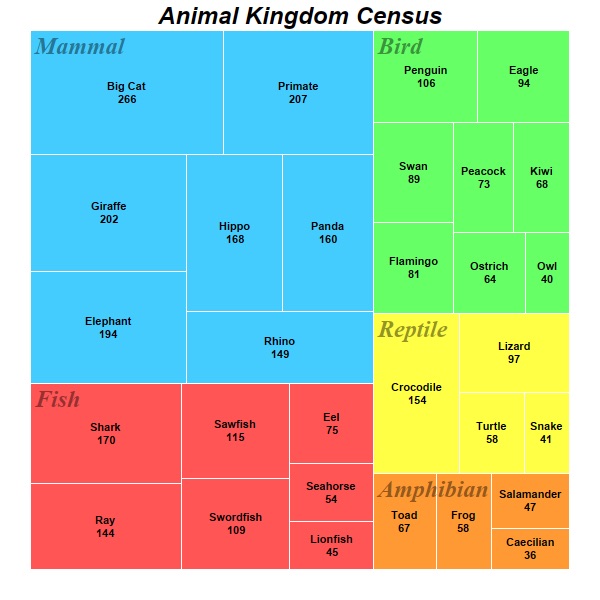 Animal Kingdom Census
Mammal
Big Cat
266
Primate
207
Giraffe
202
Hippo
168
Panda
160
Elephant
194
Rhino
149
Bird
Penguin
106
Eagle
94
Swan
89
Peacock
73
Kiwi
68
Flamingo
81
Ostrich
64
Owl
40
Fish
Shark
170
Sawfish
115
Eel
75
Ray
144
Swordfish
109
Seahorse
54
Lionfish
45
Reptile
Crocodile
154
Lizard
97
Turtle
58
Snake
41
Amphibian
Toad
67
Frog
58
Salamander
47
Caecilian
36